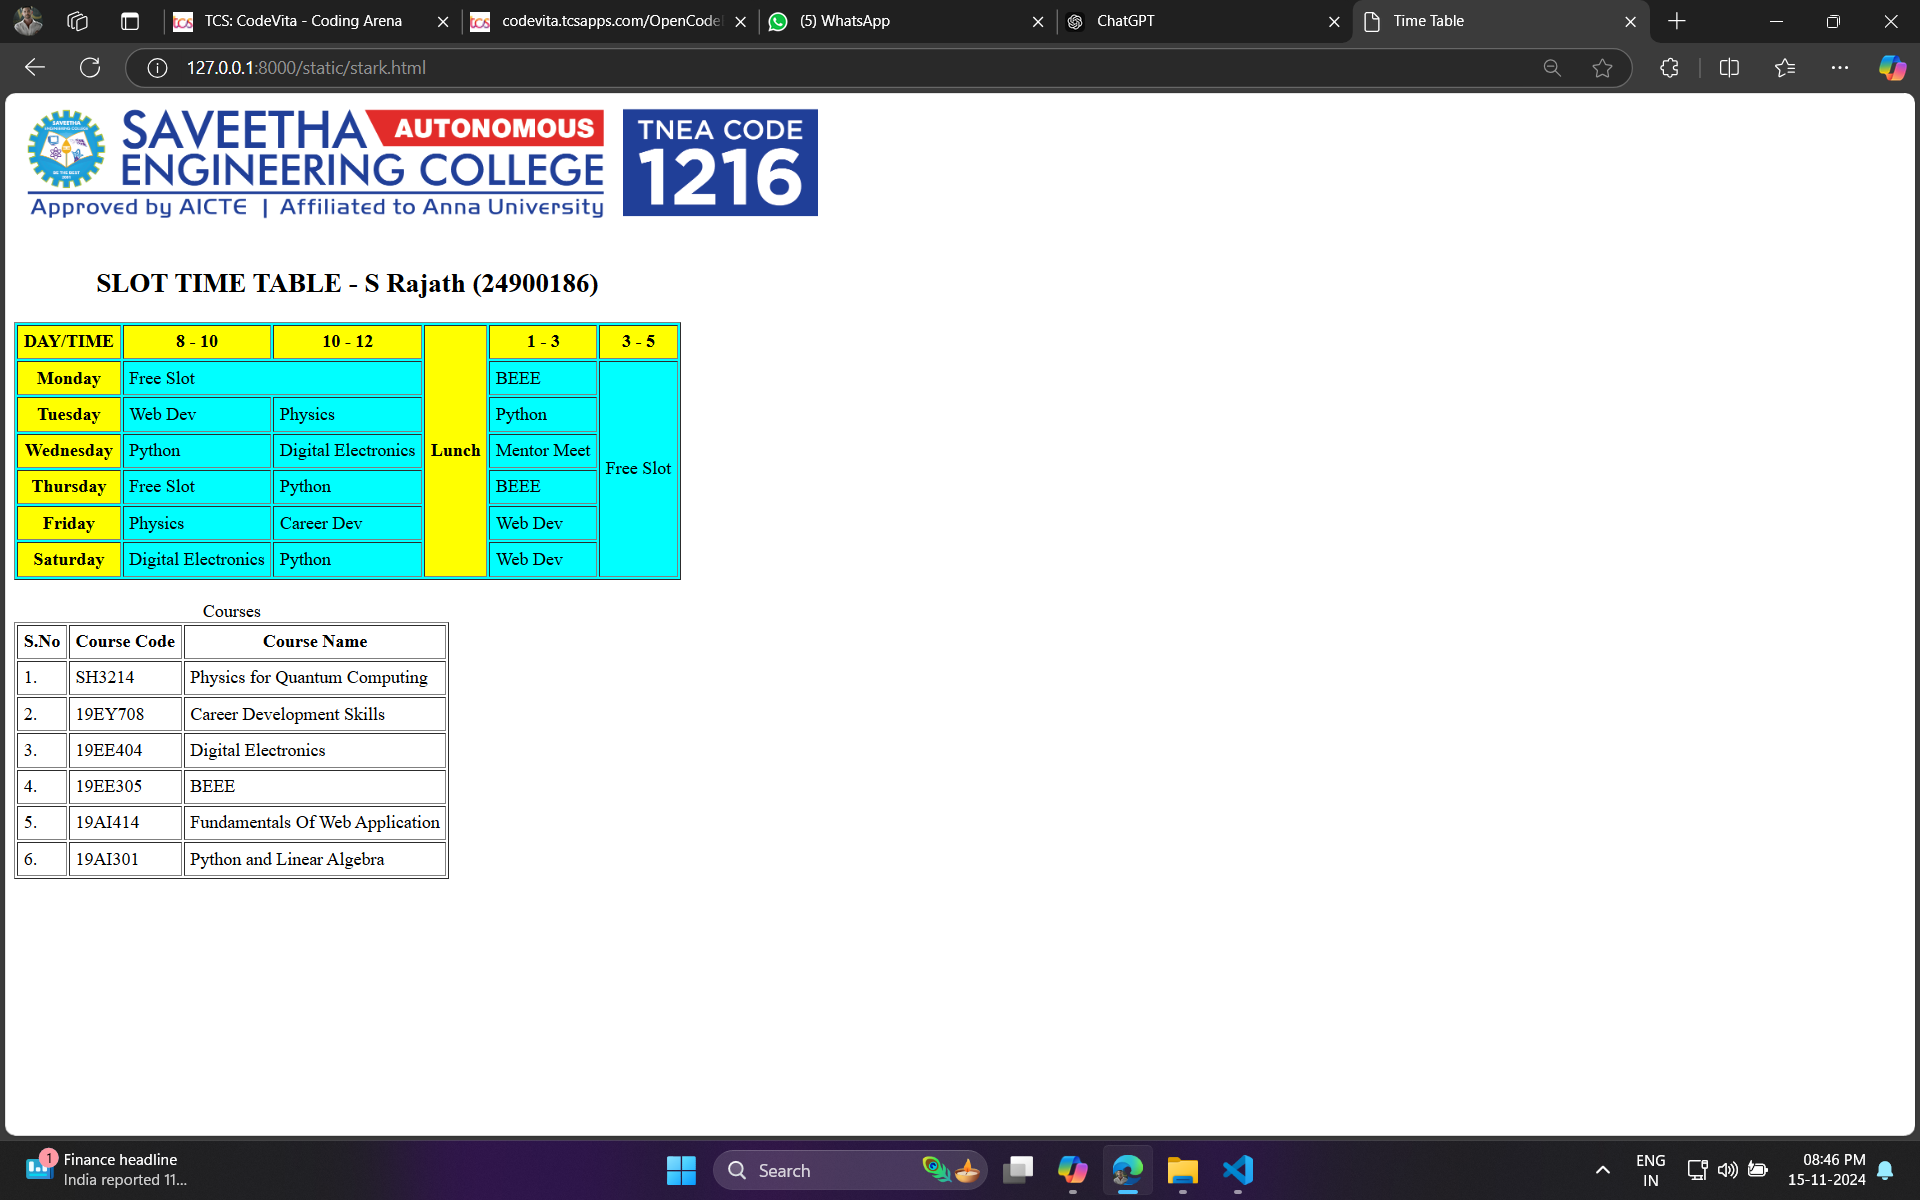 TCS: CodeVita - Coding Arena
codevita.tcsapps.com/OpenCode
(5) WhatsApp
ChatGPT
Time Table
127.0.0.1:8000/static/stark.html
SAVEETHA AUTONOMOUS
ENGINEERING COLLEGE
Approved by AICTE | Affiliated to Anna University
TNEA CODE
1216
SLOT TIME TABLE - S Rajath (24900186)
DAY/TIME 8 - 10 10 - 12 Lunch 1 - 3 3 - 5
Monday Free Slot BEEE Free Slot
Tuesday Web Dev Physics Python
Wednesday Python Digital Electronics Mentor Meet
Thursday Free Slot Python BEEE
Friday Physics Career Dev Web Dev
Saturday Digital Electronics Python Web Dev
Courses
S.No Course Code Course Name
1. SH3214 Physics for Quantum Computing
2. 19EY708 Career Development Skills
3. 19EE404 Digital Electronics
4. 19EE305 BEEE
5. 19AI414 Fundamentals Of Web Application
6. 19AI301 Python and Linear Algebra
1
Finance headline
India reported 11...
Search
ENG
IN
08:46 PM
15-11-2024